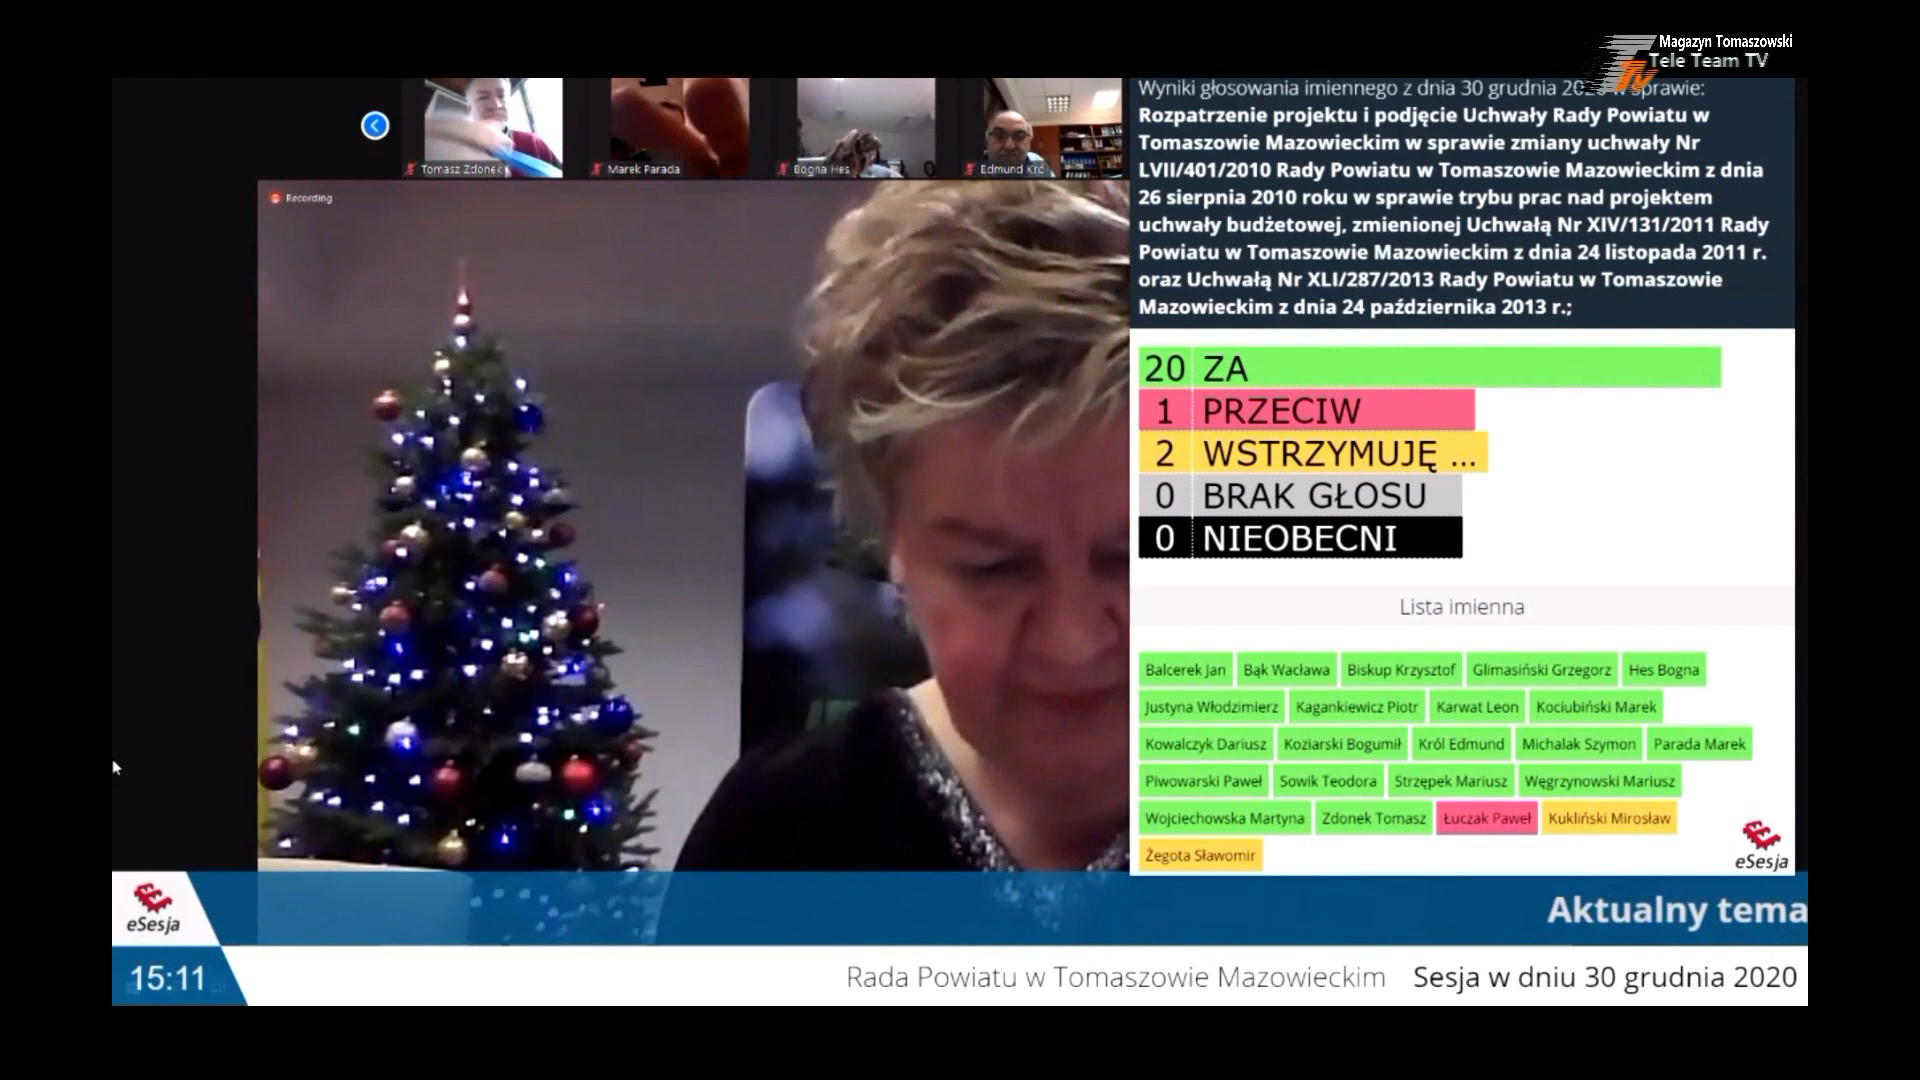 Magazyn Tomaszowski
Tele Team TV
Tomasz Zdonek
Marek Parada
Bogna Hes
Edmund Kró
Recording
Wyniki głosowania imiennego z dnia 30 grudnia sprawie:
Rozpatrzenie projektu i podjęcie Uchwały Rady Powiatu w
Tomaszowie Mazowieckim w sprawie zmiany uchwały Nr
LVII/401/2010 Rady Powiatu w Tomaszowie Mazowieckim z dnia
26 sierpnia 2010 roku w sprawie trybu prac nad projektem
uchwały budżetowej, zmienionej Uchwałą Nr XIV/131/2011 Rady
Powiatu w Tomaszowie Mazowieckim z dnia 24 listopada 2011 r.
oraz Uchwałą Nr XLI/287/2013 Rady Powiatu w Tomaszowie
Mazowieckim z dnia 24 października 2013 r.;
20 ZA
1 PRZECIW
2 WSTRZYMUJĘ ...
0 BRAK GŁOSU
0 NIEOBECNI
Lista imienna
Balcerek Jan Bąk Wacława Biskup Krzysztof Glimasiński Grzegorz Hes Bogna
Justyna Włodzimierz Kagankiewicz Piotr Karwat Leon Kociubiński Marek
Kowalczyk Dariusz Koziarski Bogumił Król Edmund Michalak Szymon Parada Marek
Piwowarski Paweł Sowik Teodora Strzępek Mariusz Węgrzynowski Mariusz
Wojciechowska Martyna Zdonek Tomasz Łuczak Paweł Kukliński Mirosław
Żegota Sławomir
eSesja
eSesja
Aktualny tema
15:11
Rada Powiatu w Tomaszowie Mazowieckim Sesja w dniu 30 grudnia 2020